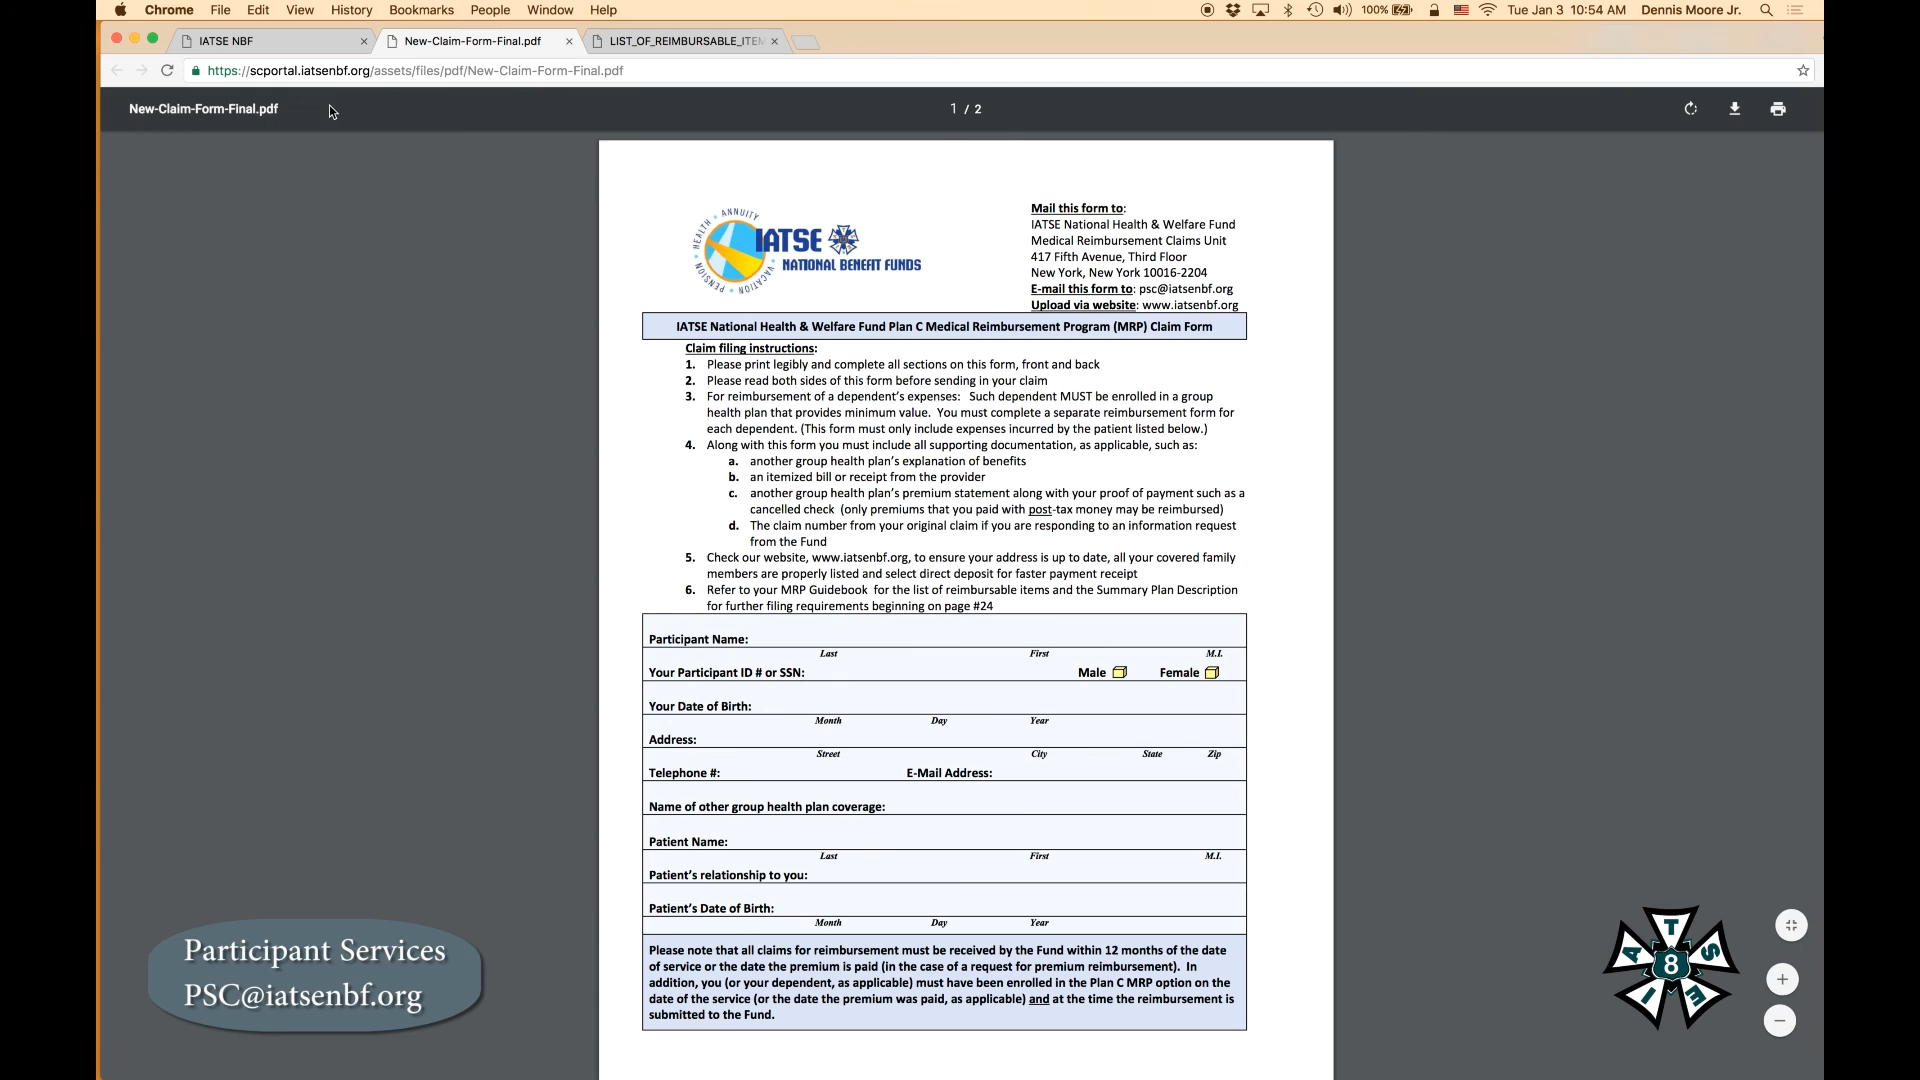 Chrome File Edit View History Bookmarks People Window Help 100% Tue Jan 3 10:54 AM Dennis Moore Jr.
IATSE NBF
New-Claim-Form-Final.pdf
LIST_OF_REIMBURSABLE_ITEM
https://scportal.iatsenbf.org/assets/files/pdf/New-Claim-Form-Final.pdf
New-Claim-Form-Final.pdf
1 / 2
HEALTH • ANNUITY • VACATION • PENSION
IATSE
NATIONAL BENEFIT FUNDS
Mail this form to:
IATSE National Health & Welfare Fund
Medical Reimbursement Claims Unit
417 Fifth Avenue, Third Floor
New York, New York 10016-2204
E-mail this form to: psc@iatsenbf.org
Upload via website: www.iatsenbf.org
IATSE National Health & Welfare Fund Plan C Medical Reimbursement Program (MRP) Claim Form
Claim filing instructions:
1. Please print legibly and complete all sections on this form, front and back
2. Please read both sides of this form before sending in your claim
3. For reimbursement of a dependent's expenses: Such dependent MUST be enrolled in a group
health plan that provides minimum value. You must complete a separate reimbursement form for
each dependent. (This form must only include expenses incurred by the patient listed below.)
4. Along with this form you must include all supporting documentation, as applicable, such as:
a. another group health plan's explanation of benefits
b. an itemized bill or receipt from the provider
c. another group health plan's premium statement along with your proof of payment such as a
cancelled check (only premiums that you paid with post-tax money may be reimbursed)
d. The claim number from your original claim if you are responding to an information request
from the Fund
5. Check our website, www.iatsenbf.org, to ensure your address is up to date, all your covered family
members are properly listed and select direct deposit for faster payment receipt
6. Refer to your MRP Guidebook for the list of reimbursable items and the Summary Plan Description
for further filing requirements beginning on page #24
Participant Name:
Last First M.I.
Your Participant ID # or SSN: Male Female
Your Date of Birth:
Month Day Year
Address:
Street City State Zip
Telephone #: E-Mail Address:
Name of other group health plan coverage:
Patient Name:
Last First M.I.
Patient's relationship to you:
Patient's Date of Birth:
Month Day Year
Please note that all claims for reimbursement must be received by the Fund within 12 months of the date
of service or the date the premium is paid (in the case of a request for premium reimbursement). In
addition, you (or your dependent, as applicable) must have been enrolled in the Plan C MRP option on the
date of the service (or the date the premium was paid, as applicable) and at the time the reimbursement is
submitted to the Fund.
Participant Services
PSC@iatsenbf.org
I A T S E
8